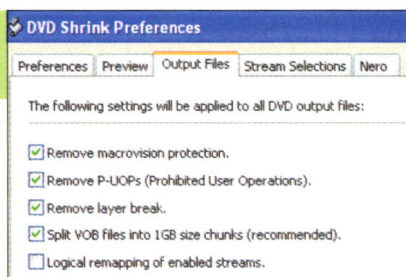 DVD Shrink Preferences
Preferences Preview Output Files Stream Selections Nero
The following settings will be applied to all DVD output files:
Remove macrovision protection.
Remove P-UOPs (Prohibited User Operations).
Remove layer break.
Split VOB files into 1GB size chunks (recommended).
Logical remapping of enabled streams.